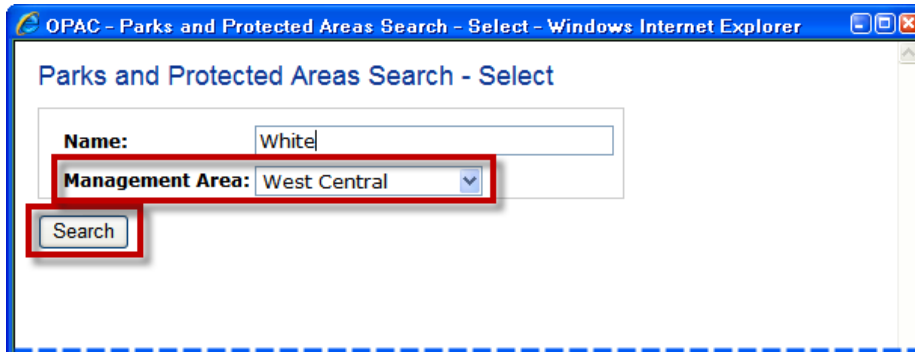 OPAC - Parks and Protected Areas Search - Select - Windows Internet Explorer
Parks and Protected Areas Search - Select
Name: White
Management Area: West Central
Search